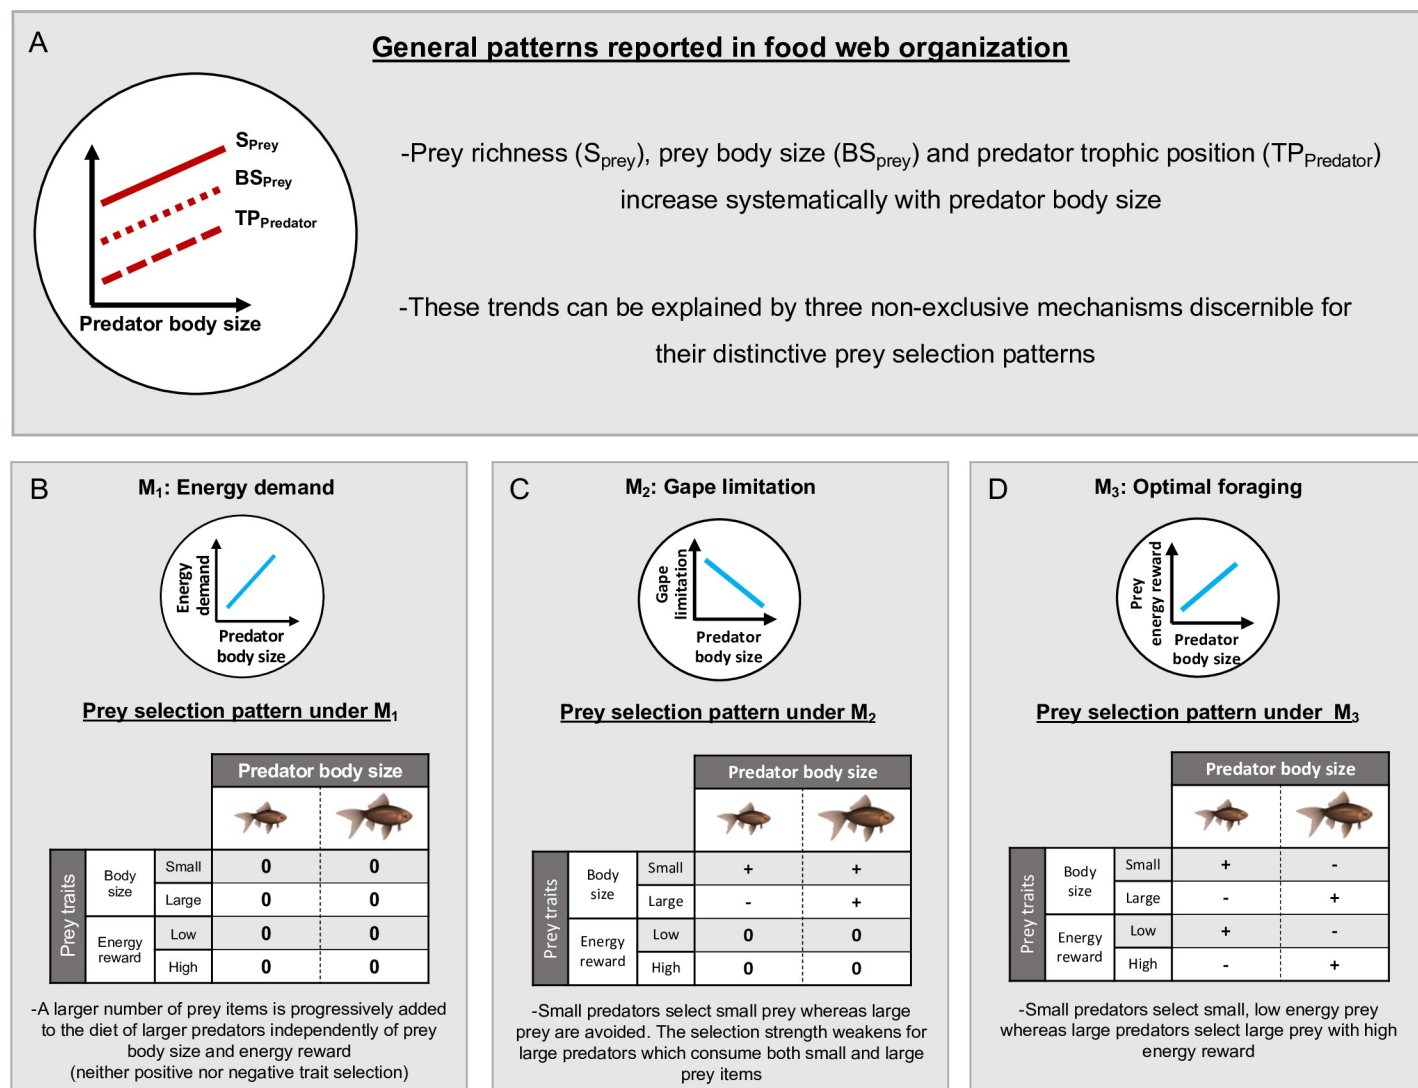 A
General patterns reported in food web organization
S_Prey
BS_Prey
TP_Predator
Predator body size
-Prey richness (S_prey), prey body size (BS_prey) and predator trophic position (TP_Predator)
increase systematically with predator body size
-These trends can be explained by three non-exclusive mechanisms discernible for
their distinctive prey selection patterns
B
M₁: Energy demand
Energy
demand
Predator
body size
Prey selection pattern under M₁
Predator body size
Prey traits
Body
size
Small 0 0
Large 0 0
Energy
reward
Low 0 0
High 0 0
-A larger number of prey items is progressively added
to the diet of larger predators independently of prey
body size and energy reward
(neither positive nor negative trait selection)
C
M₂: Gape limitation
Gape
limitation
Predator
body size
Prey selection pattern under M₂
Predator body size
Prey traits
Body
size
Small + +
Large - +
Energy
reward
Low 0 0
High 0 0
-Small predators select small prey whereas large
prey are avoided. The selection strength weakens for
large predators which consume both small and large
prey items
D
M₃: Optimal foraging
Prey
energy reward
Predator
body size
Prey selection pattern under M₃
Predator body size
Prey traits
Body
size
Small + -
Large - +
Energy
reward
Low + -
High - +
-Small predators select small, low energy prey
whereas large predators select large prey with high
energy reward